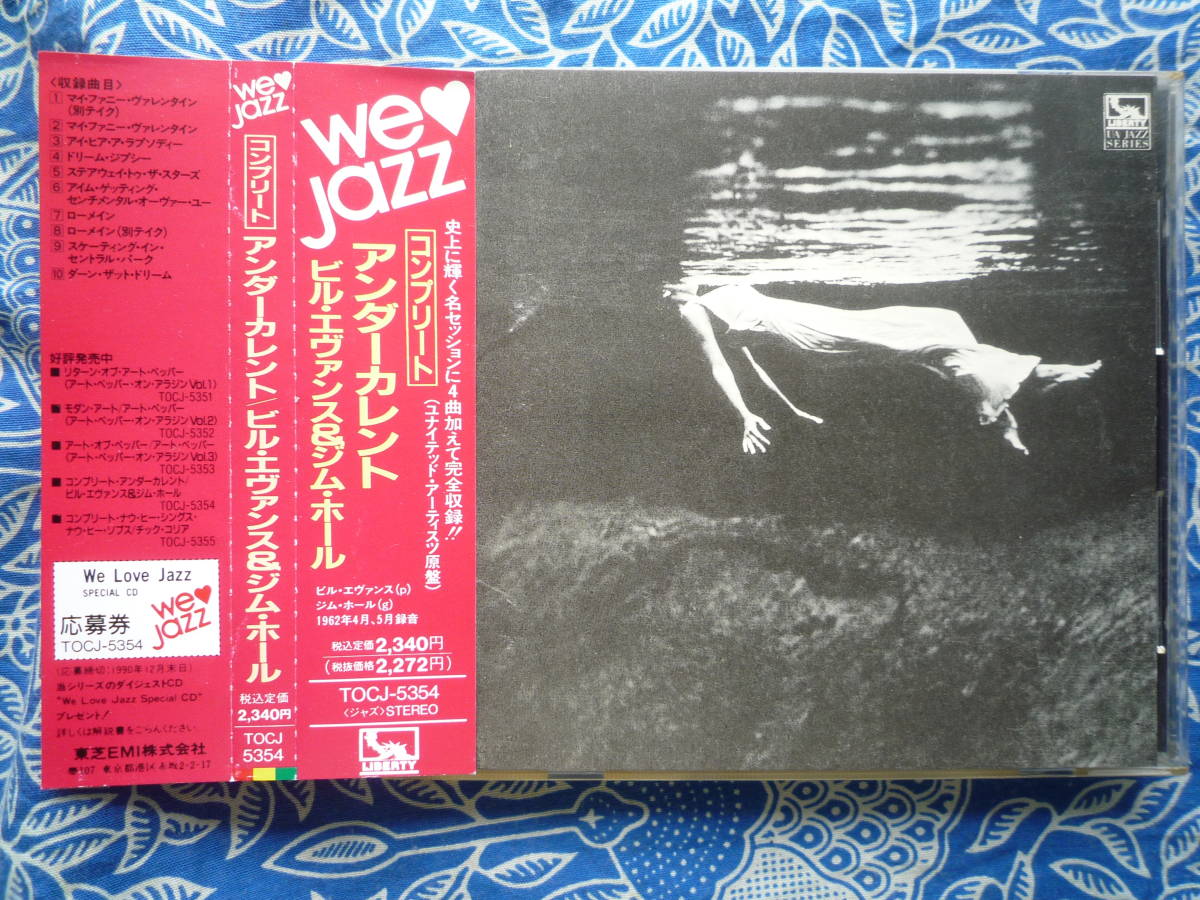 〈収録曲目〉
1 マイ・ファニー・ヴァレンタイン
(別テイク)
2 マイ・ファニー・ヴァレンタイン
3 アイ・ヒア・ア・ラプソディー
4 ドリーム・ジプシー
5 ステアウェイ・トゥ・ザ・スターズ
6 アイム・ゲッティング・
センチメンタル・オーヴァー・ユー
7 ローメイン
8 ローメイン(別テイク)
9 スケーティング・イン・
セントラル・パーク
10 ダーン・ザット・ドリーム
好評発売中
■ リターン・オブ・アート・ペッパー
(アート・ペッパー・オン・アラジン Vol.1)
TOCJ-5351
■ モダン・アート/アート・ペッパー
(アート・ペッパー・オン・アラジン Vol.2)
TOCJ-5352
■ アート・オブ・ペッパー/アート・ペッパー
(アート・ペッパー・オン・アラジン Vol.3)
TOCJ-5353
■ コンプリート・アンダーカレント/
ビル・エヴァンス&ジム・ホール
TOCJ-5354
■ コンプリート・ナウ・ヒー・シングス・
ナウ・ヒー・ソブス/チック・コリア
TOCJ-5355
We Love Jazz
SPECIAL CD
応募券
TOCJ-5354
we♥
jazz
(応募締切:1990年12月末日)
当シリーズのダイジェストCD
"We Love Jazz Special CD"
プレゼント!
詳しくは解説書をごらんください。
東芝EMI株式会社
〒107 東京都港区赤坂2-2-17
we♥
jazz
コンプリート
アンダーカレント/ビル・エヴァンス&ジム・ホール
税込定価
2,340円
TOCJ
5354
we♥
jazz
史上に輝く名セッションに4曲加えて完全収録!!
(ユナイテッド・アーティスツ原盤)
コンプリート
アンダーカレント
ビル・エヴァンス&ジム・ホール
ビル・エヴァンス(p)
ジム・ホール(g)
1962年4月、5月録音
税込定価2,340円
(税抜価格2,272円)
TOCJ-5354
〈ジャズ〉STEREO
LIBERTY
LIBERTY
UA JAZZ
SERIES